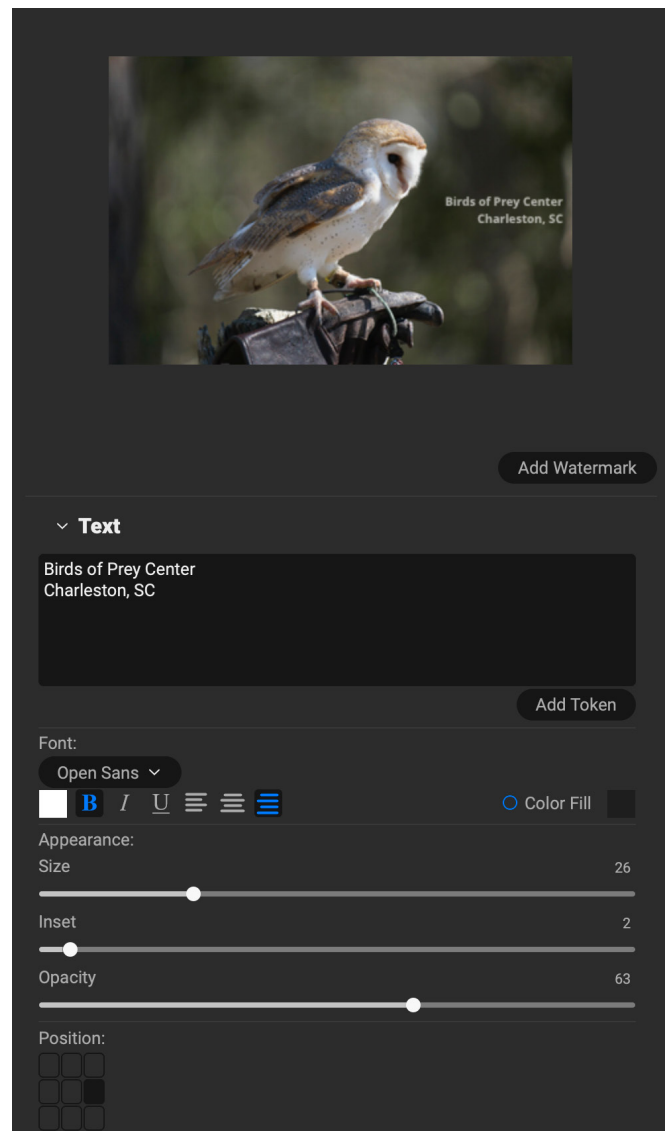 Birds of Prey Center
Charleston, SC
Add Watermark
Text
Birds of Prey Center
Charleston, SC
Add Token
Font:
Open Sans
B I U Color Fill
Appearance:
Size 26
Inset 2
Opacity 63
Position: